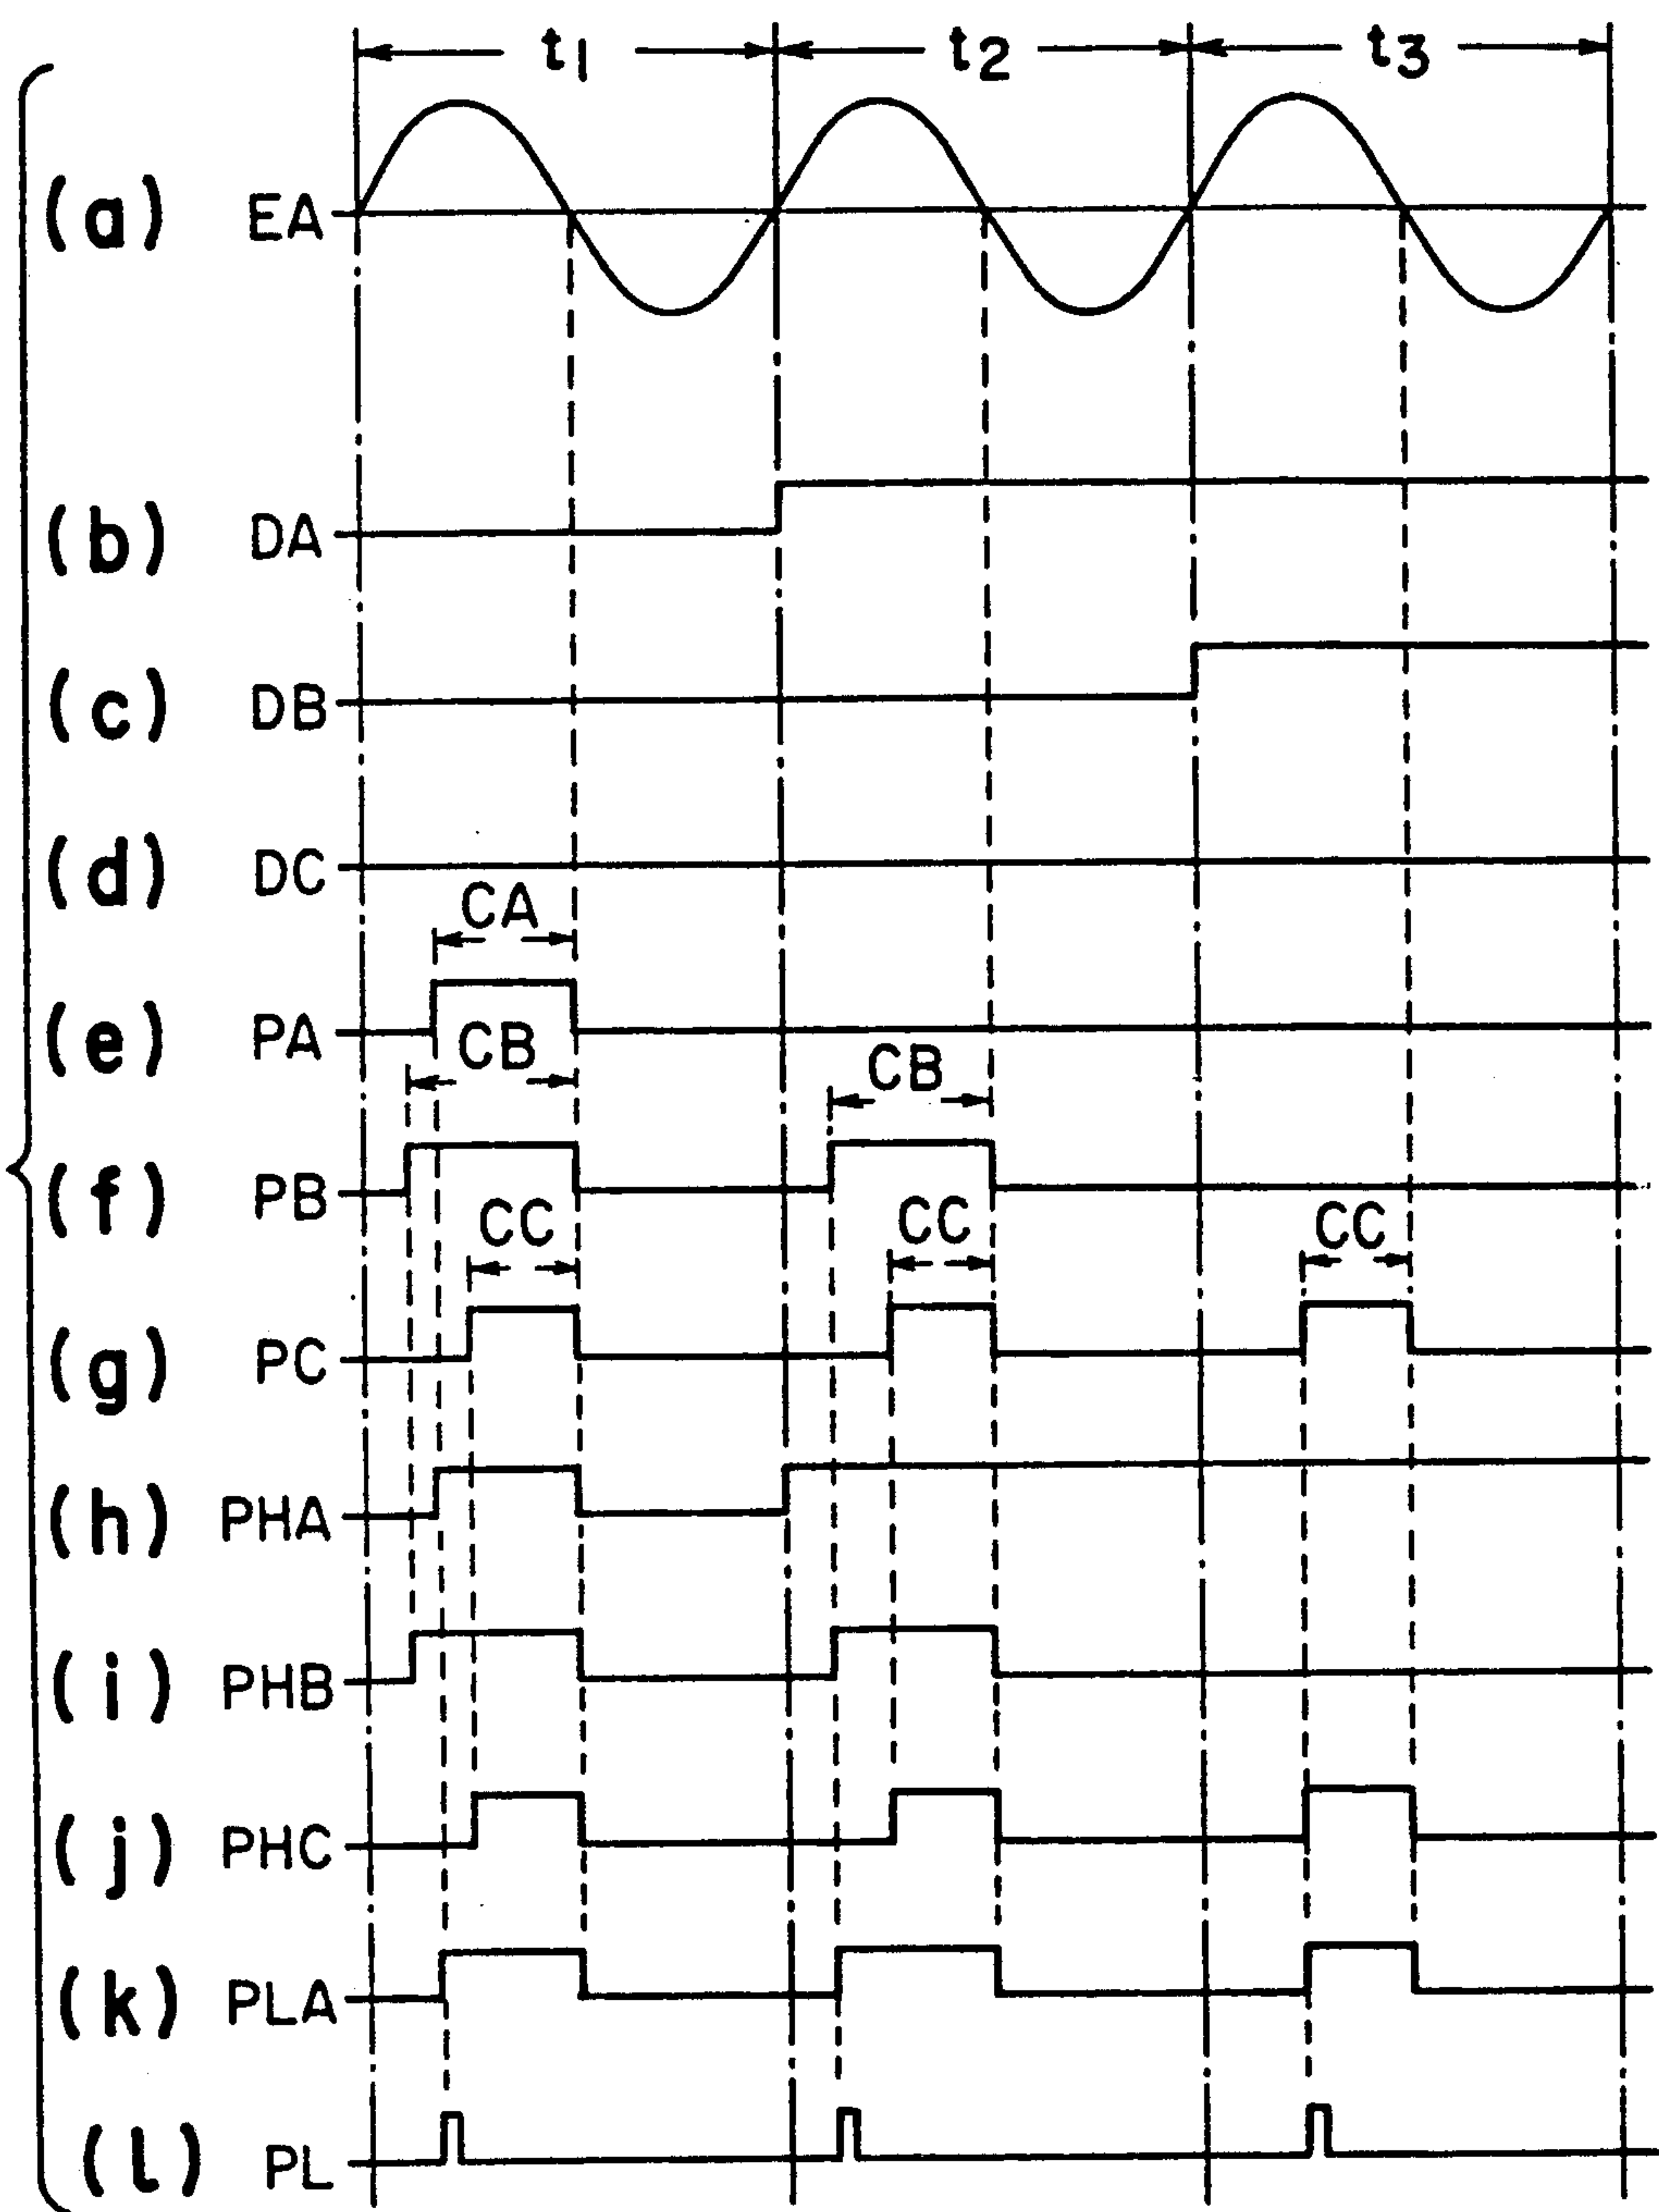 t1 t2 t3
(a) EA
(b) DA
(c) DB
(d) DC
CA
(e) PA
CB CB
(f) PB
CC CC CC
(g) PC
(h) PHA
(i) PHB
(j) PHC
(k) PLA
(l) PL